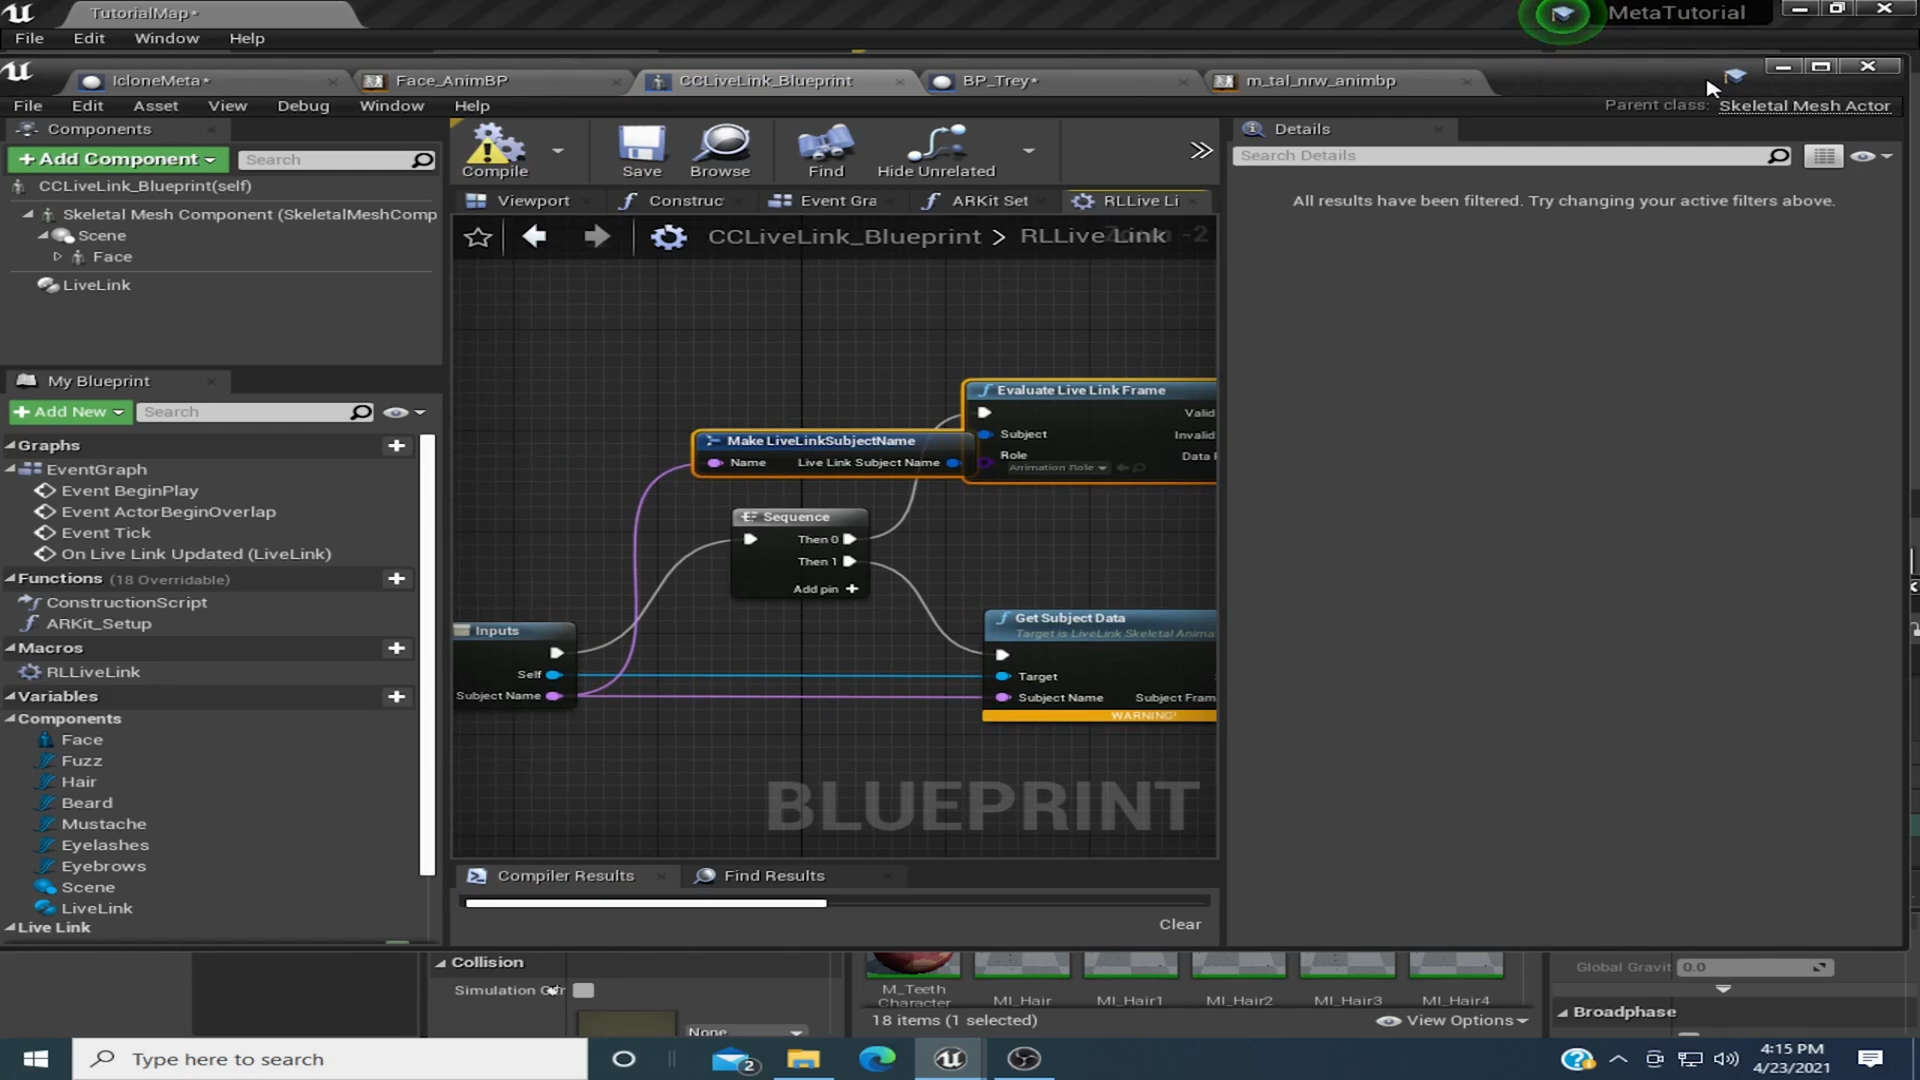 TutorialMap*
MetaTutorial
File Edit Window Help
IcloneMeta*
Face_AnimBP
CCLiveLink_Blueprint
BP_Trey*
m_tal_nrw_animbp
File Edit Asset View Debug Window Help
Parent class: Skeletal Mesh Actor
Components
+ Add Component
Search
CCLiveLink_Blueprint(self)
Skeletal Mesh Component (SkeletalMeshComp
Scene
Face
LiveLink
My Blueprint
+ Add New
Search
Graphs
EventGraph
Event BeginPlay
Event ActorBeginOverlap
Event Tick
On Live Link Updated (LiveLink)
Functions (18 Overridable)
ConstructionScript
ARKit_Setup
Macros
RLLiveLink
Variables
Components
Face
Fuzz
Hair
Beard
Mustache
Eyelashes
Eyebrows
Scene
LiveLink
Live Link
Compile
Save
Browse
Find
Hide Unrelated
Viewport
Construc
Event Gra
ARKit Set
RLLive Li
CCLiveLink_Blueprint > RLLive Link
-2
Evaluate Live Link Frame
Valid
Subject
Invalid
Role
Data
Animation Role
Make LiveLinkSubjectName
Name Live Link Subject Name
Sequence
Then 0
Then 1
Add pin +
Inputs
Self
Subject Name
Get Subject Data
Target is LiveLink Skeletal Anima
Target
Subject Name Subject Fram
WARNING!
BLUEPRINT
Compiler Results
Find Results
Clear
Details
Search Details
All results have been filtered. Try changing your active filters above.
Collision
None
M_Teeth
Character
MI_Hair
MI_Hair1
MI_Hair2
MI_Hair3
MI_Hair4
18 items (1 selected)
View Options
Global Gravit 0.0
Broadphase
Type here to search
2
4:15 PM
4/23/2021